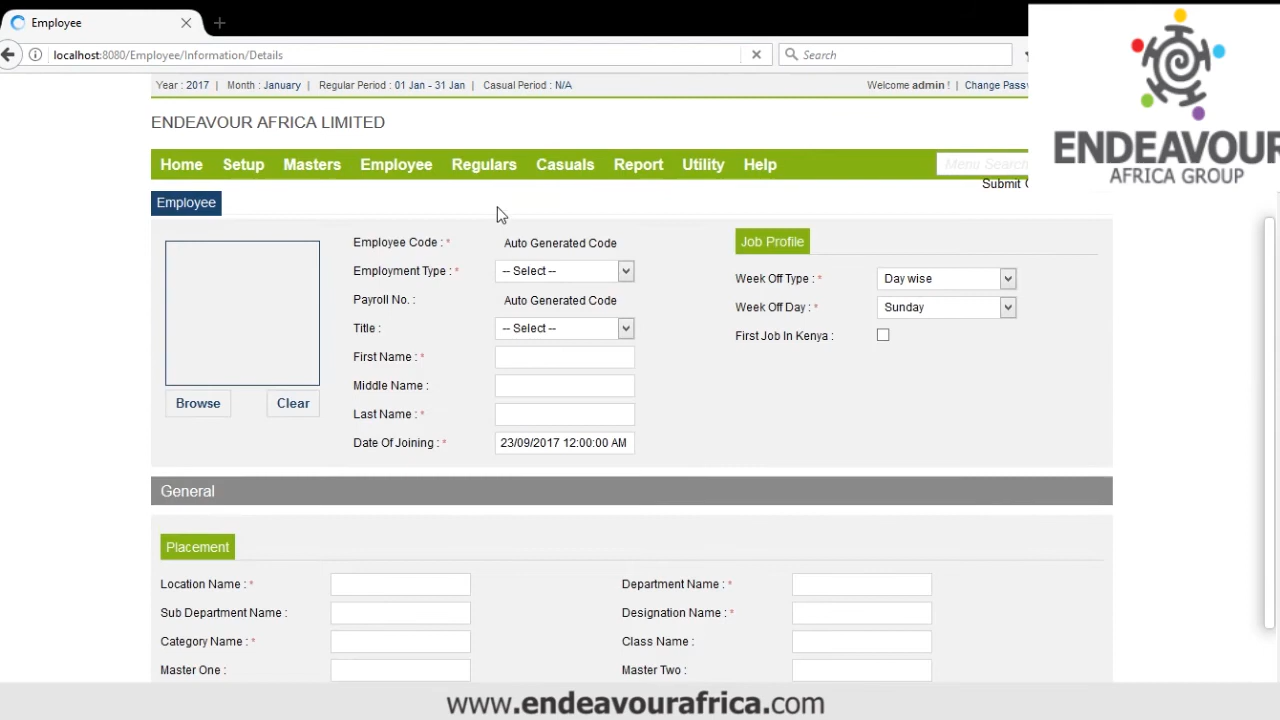 Employee
localhost:8080/Employee/Information/Details
Search
Year : 2017 | Month : January | Regular Period : 01 Jan - 31 Jan | Casual Period : N/A
Welcome admin ! | Change Passw
ENDEAVOUR AFRICA LIMITED
ENDEAVOUR
AFRICA GROUP
Home Setup Masters Employee Regulars Casuals Report Utility Help Menu Search
Submit
Employee
Employee Code : * Auto Generated Code
Job Profile
Employment Type : * -- Select --
Week Off Type : * Day wise
Payroll No. : Auto Generated Code
Week Off Day : * Sunday
Title : -- Select --
First Job In Kenya :
First Name : *
Middle Name :
Browse Clear
Last Name : *
Date Of Joining : * 23/09/2017 12:00:00 AM
General
Placement
Location Name : * Department Name : *
Sub Department Name : Designation Name : *
Category Name : * Class Name :
Master One : Master Two :
www.endeavourafrica.com